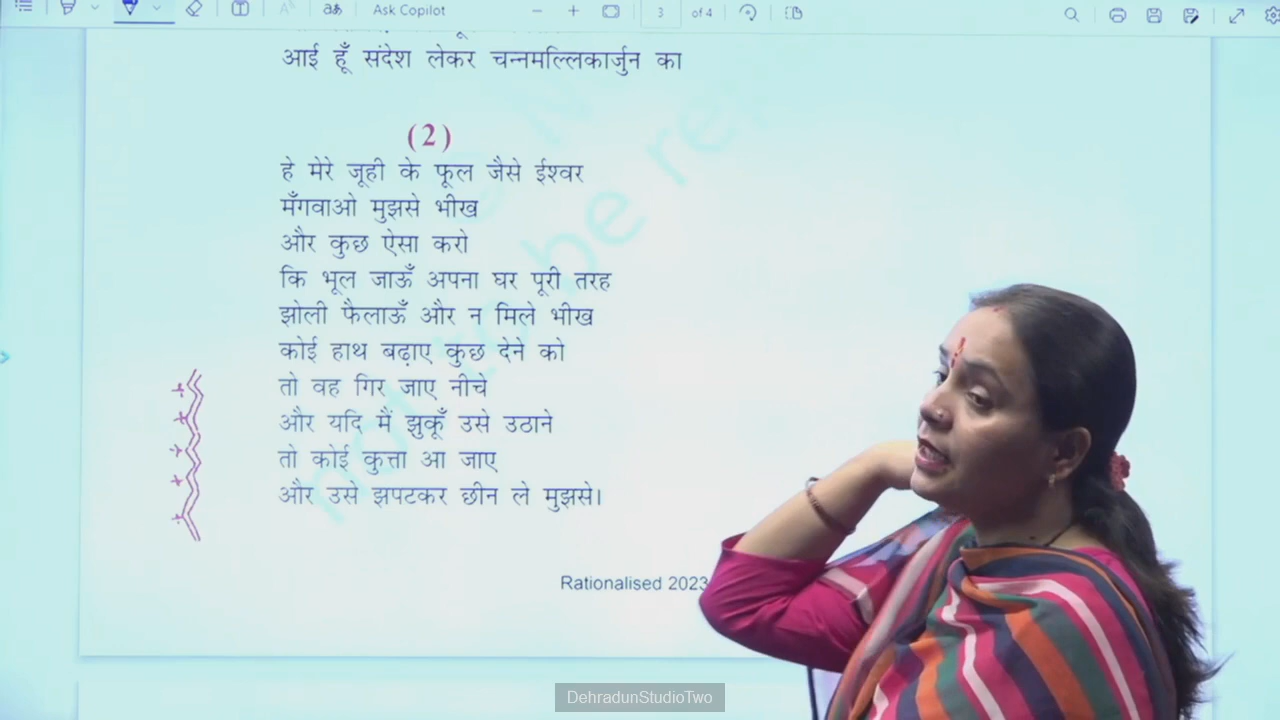 Ask Copilot
3 of 4
आई हूँ संदेश लेकर चन्नमल्लिकार्जुन का
(2)
हे मेरे जूही के फूल जैसे ईश्वर
मँगवाओ मुझसे भीख
और कुछ ऐसा करो
कि भूल जाऊँ अपना घर पूरी तरह
झोली फैलाऊँ और न मिले भीख
कोई हाथ बढ़ाए कुछ देने को
तो वह गिर जाए नीचे
और यदि मैं झुकूँ उसे उठाने
तो कोई कुत्ता आ जाए
और उसे झपटकर छीन ले मुझसे।
Rationalised 2023
DehradunStudioTwo